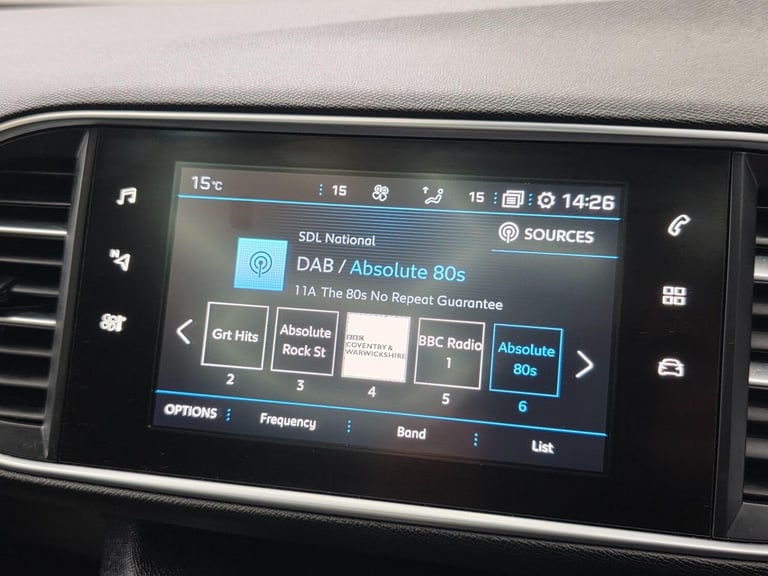 15°C
15
15
14:26
SOURCES
SDL National
DAB / Absolute 80s
11A The 80s No Repeat Guarantee
Grt Hits
Absolute
Rock St
BBC
COVENTRY &
WARWICKSHIRE
BBC Radio
1
Absolute
80s
2
3
4
5
6
OPTIONS
Frequency
Band
List
N